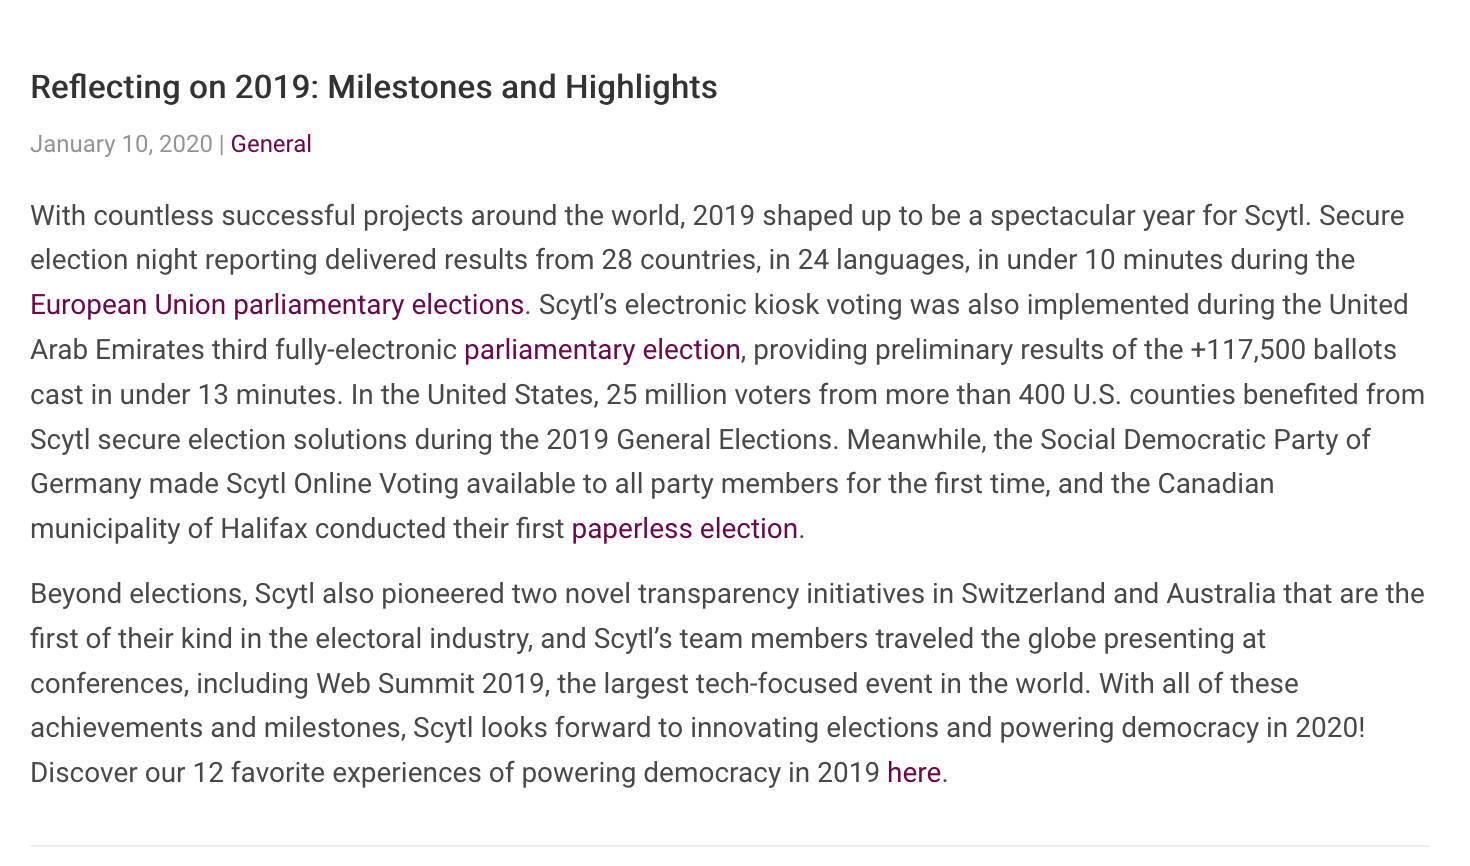 Reflecting on 2019: Milestones and Highlights
January 10, 2020 | General
With countless successful projects around the world, 2019 shaped up to be a spectacular year for Scytl. Secure
election night reporting delivered results from 28 countries, in 24 languages, in under 10 minutes during the
European Union parliamentary elections. Scytl’s electronic kiosk voting was also implemented during the United
Arab Emirates third fully-electronic parliamentary election, providing preliminary results of the +117,500 ballots
cast in under 13 minutes. In the United States, 25 million voters from more than 400 U.S. counties benefited from
Scytl secure election solutions during the 2019 General Elections. Meanwhile, the Social Democratic Party of
Germany made Scytl Online Voting available to all party members for the first time, and the Canadian
municipality of Halifax conducted their first paperless election.
Beyond elections, Scytl also pioneered two novel transparency initiatives in Switzerland and Australia that are the
first of their kind in the electoral industry, and Scytl’s team members traveled the globe presenting at
conferences, including Web Summit 2019, the largest tech-focused event in the world. With all of these
achievements and milestones, Scytl looks forward to innovating elections and powering democracy in 2020!
Discover our 12 favorite experiences of powering democracy in 2019 here.